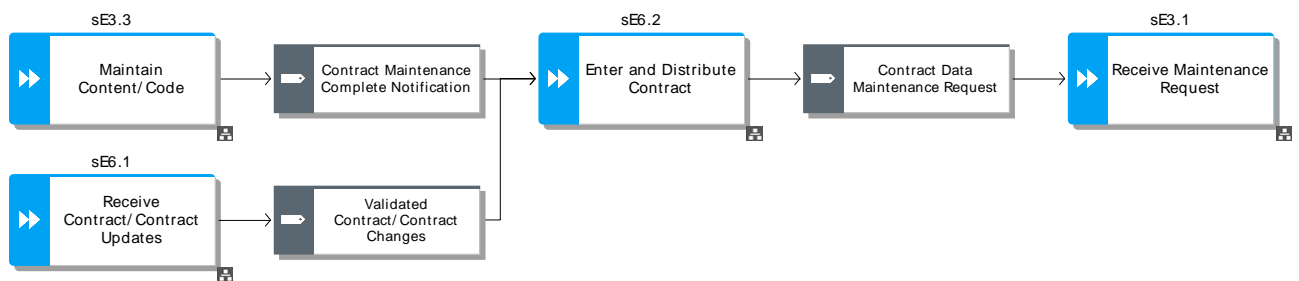 sE3.3
Maintain
Content/ Code
Contract Maintenance
Complete Notification
sE6.2
Enter and Distribute
Contract
Contract Data
Maintenance Request
sE3.1
Receive Maintenance
Request
sE6.1
Receive
Contract/ Contract
Updates
Validated
Contract/ Contract
Changes